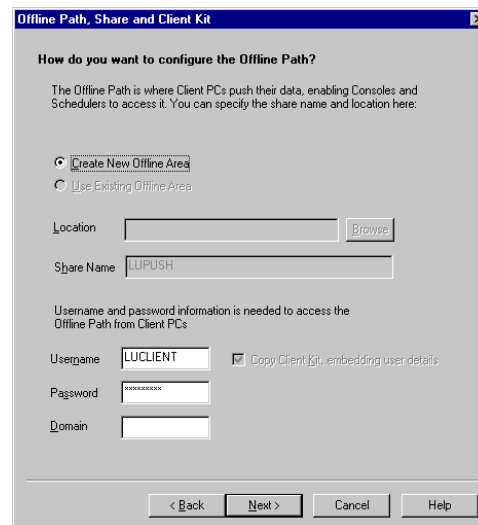 Offline Path, Share and Client Kit
How do you want to configure the Offline Path?
The Offline Path is where Client PCs push their data, enabling Consoles and
Schedulers to access it. You can specify the share name and location here:
Create New Offline Area
Use Existing Offline Area
Location
Browse
Share Name LUPUSH
Username and password information is needed to access the
Offline Path from Client PCs
Username LUCLIENT Copy Client Kit, embedding user details
Password xxxxxxxxx
Domain
< Back Next > Cancel Help